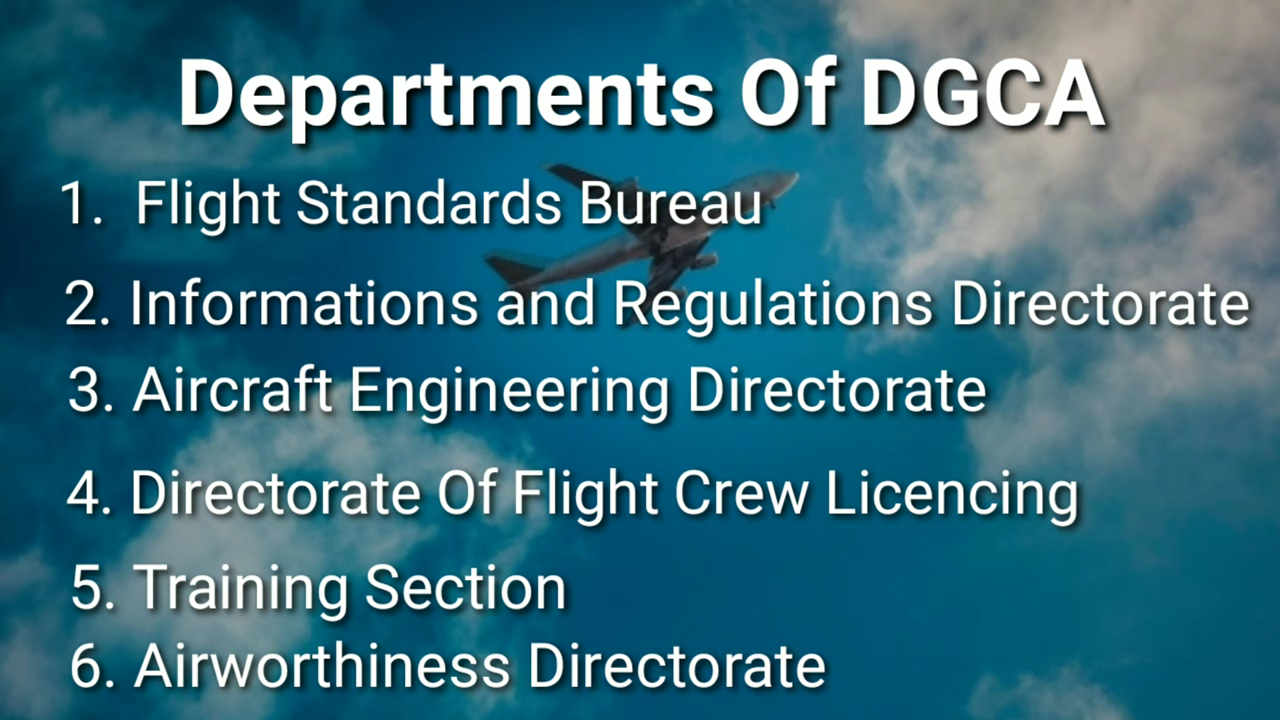 Departments Of DGCA
1. Flight Standards Bureau
2. Informations and Regulations Directorate
3. Aircraft Engineering Directorate
4. Directorate Of Flight Crew Licencing
5. Training Section
6. Airworthiness Directorate